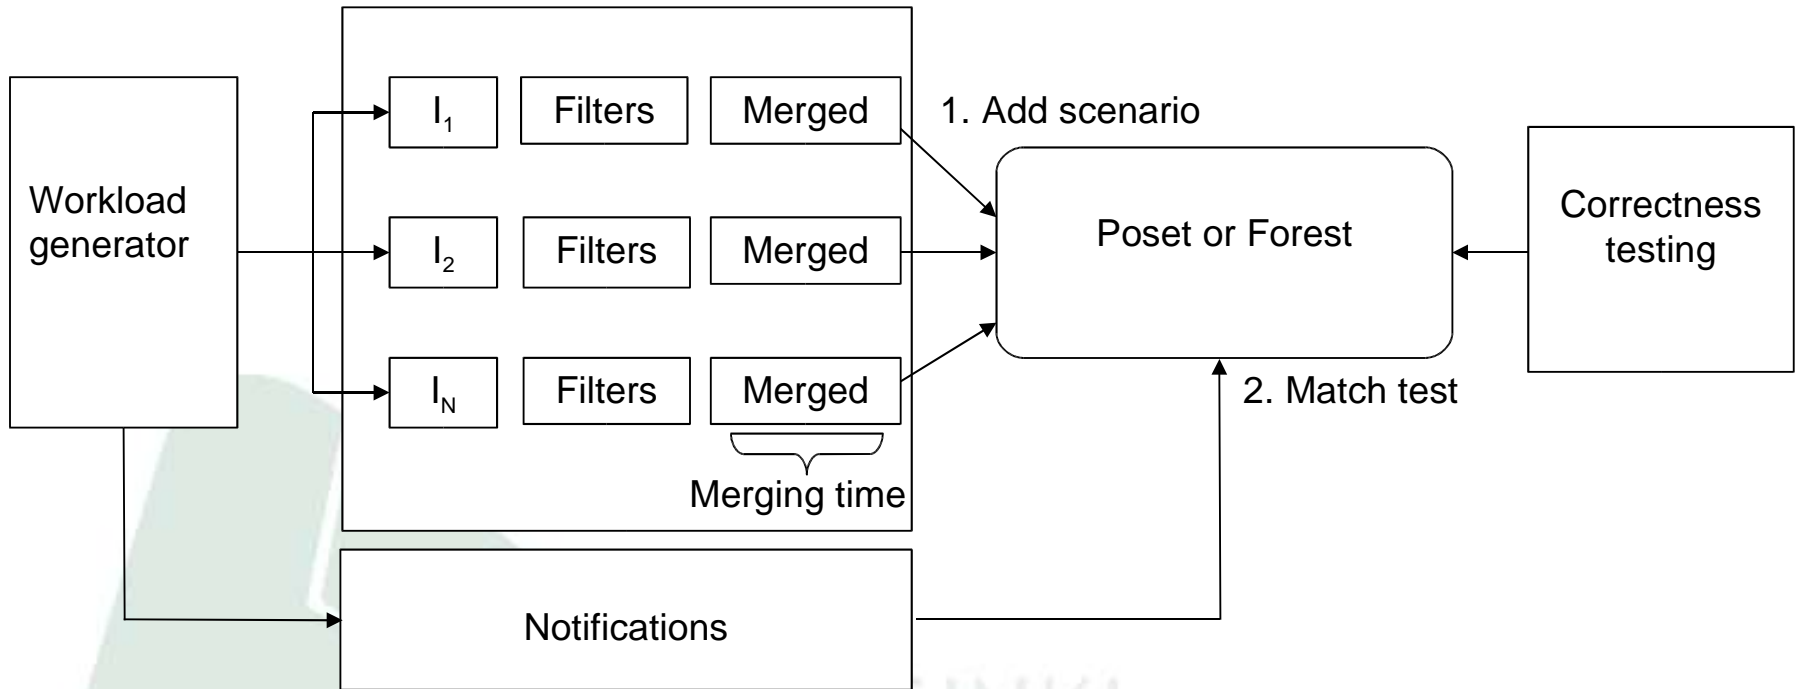 Workload
generator
I₁ Filters Merged
I₂ Filters Merged
I_N Filters Merged
Merging time
1. Add scenario
Poset or Forest
2. Match test
Correctness
testing
Notifications